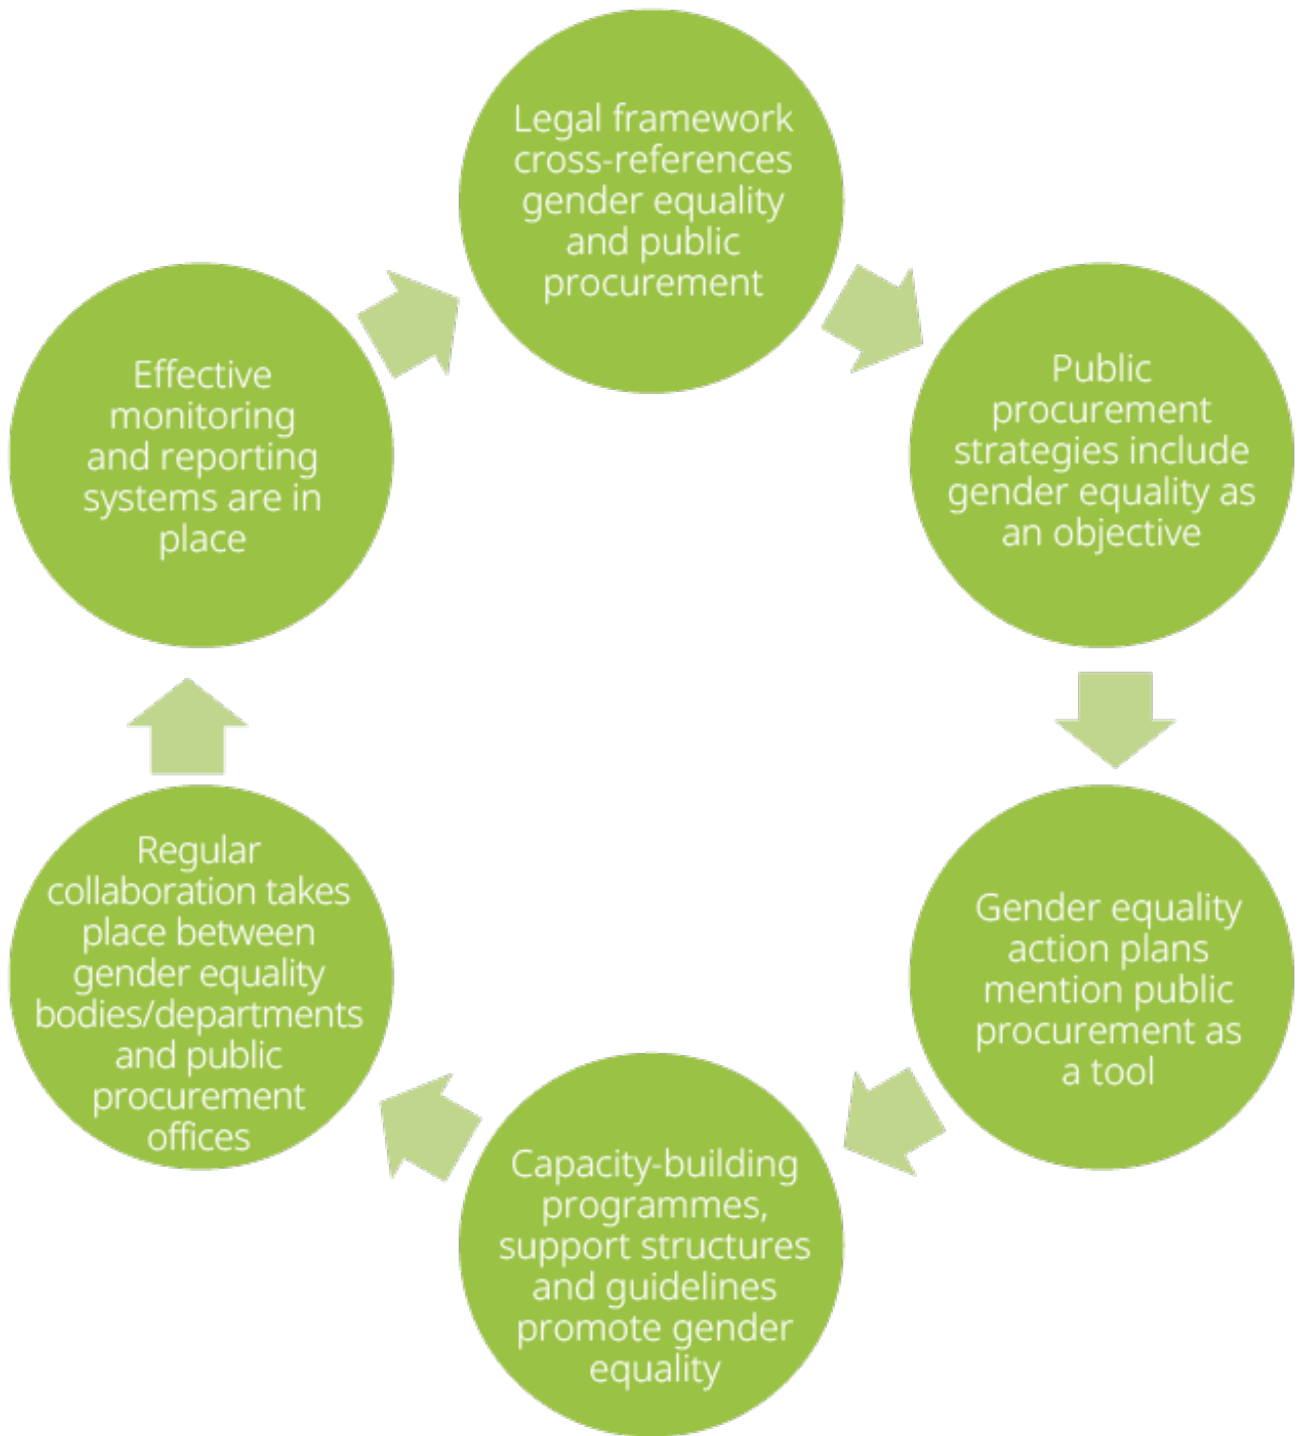 Legal framework
cross-references
gender equality
and public
procurement
Public
procurement
strategies include
gender equality as
an objective
Gender equality
action plans
mention public
procurement as
a tool
Capacity-building
programmes,
support structures
and guidelines
promote gender
equality
Regular
collaboration takes
place between
gender equality
bodies/departments
and public
procurement
offices
Effective
monitoring
and reporting
systems are in
place